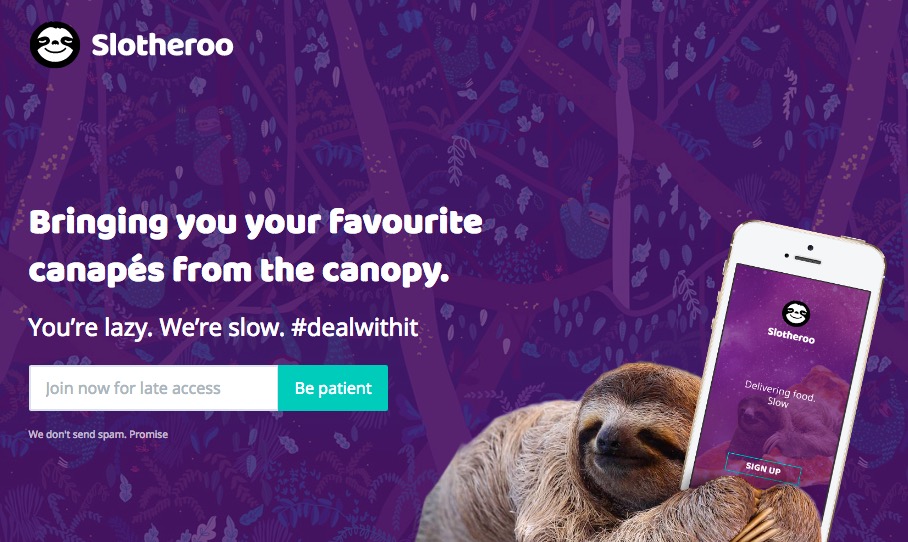 Slotheroo
Bringing you your favourite
canapés from the canopy.
You're lazy. We're slow. #dealwithit
Join now for late access
Be patient
We don't send spam. Promise
Slotheroo
Delivering food.
Slow
SIGN UP